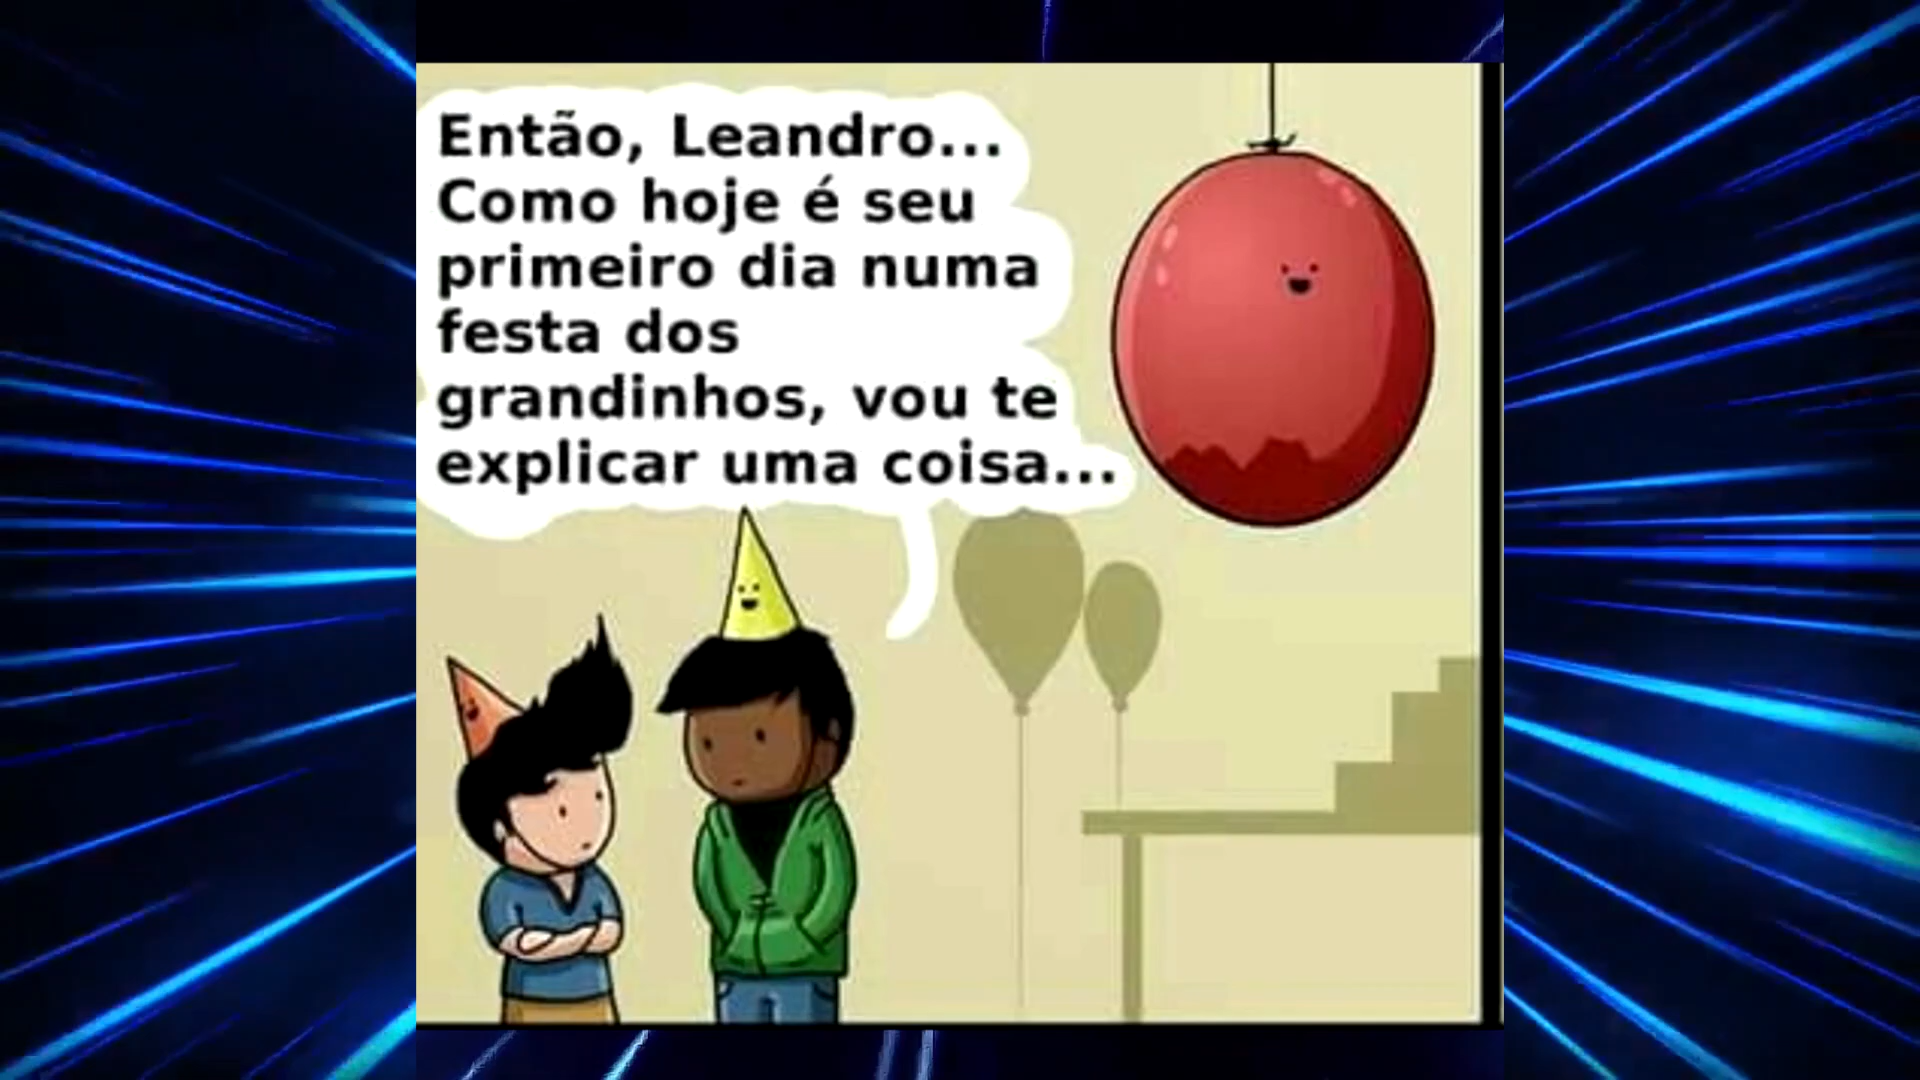 Então, Leandro...
Como hoje é seu
primeiro dia numa
festa dos
grandinhos, vou te
explicar uma coisa...